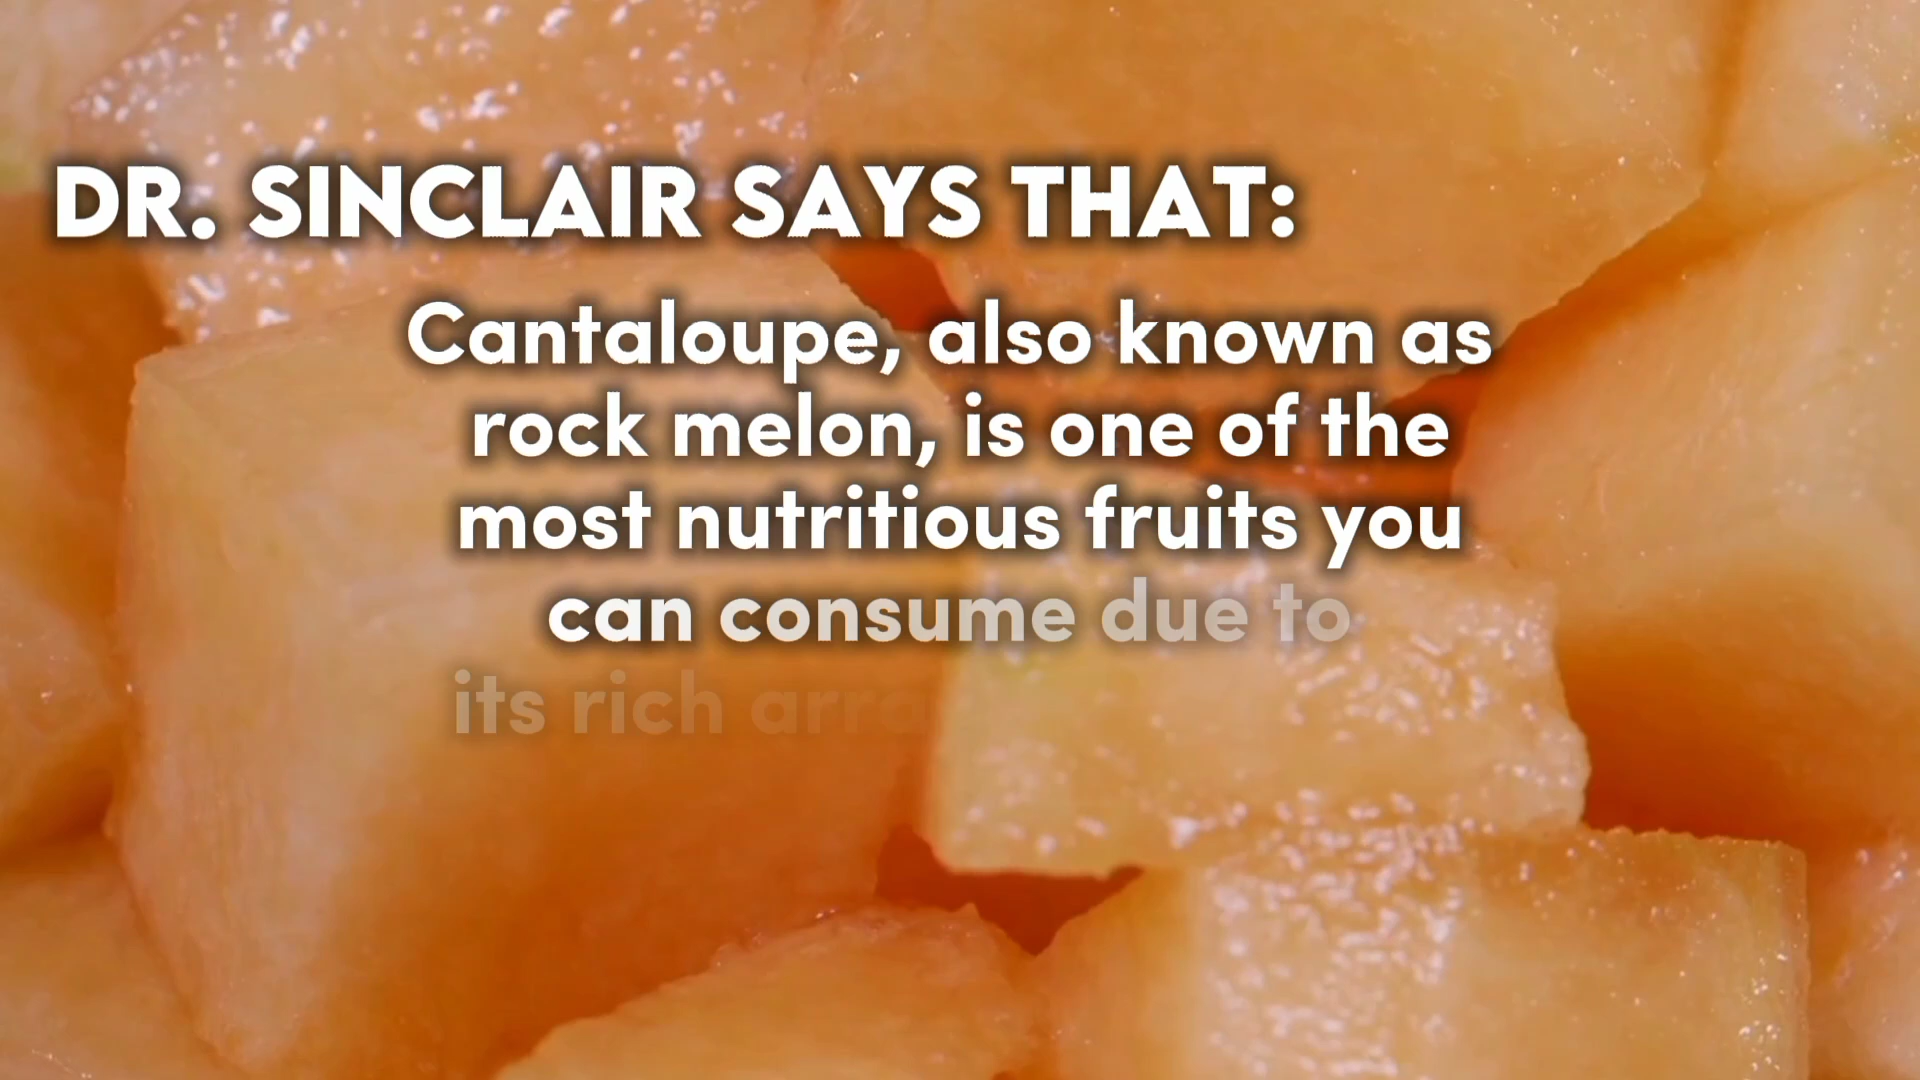 DR. SINCLAIR SAYS THAT:
Cantaloupe, also known as
rock melon, is one of the
most nutritious fruits you
can consume due to
its rich